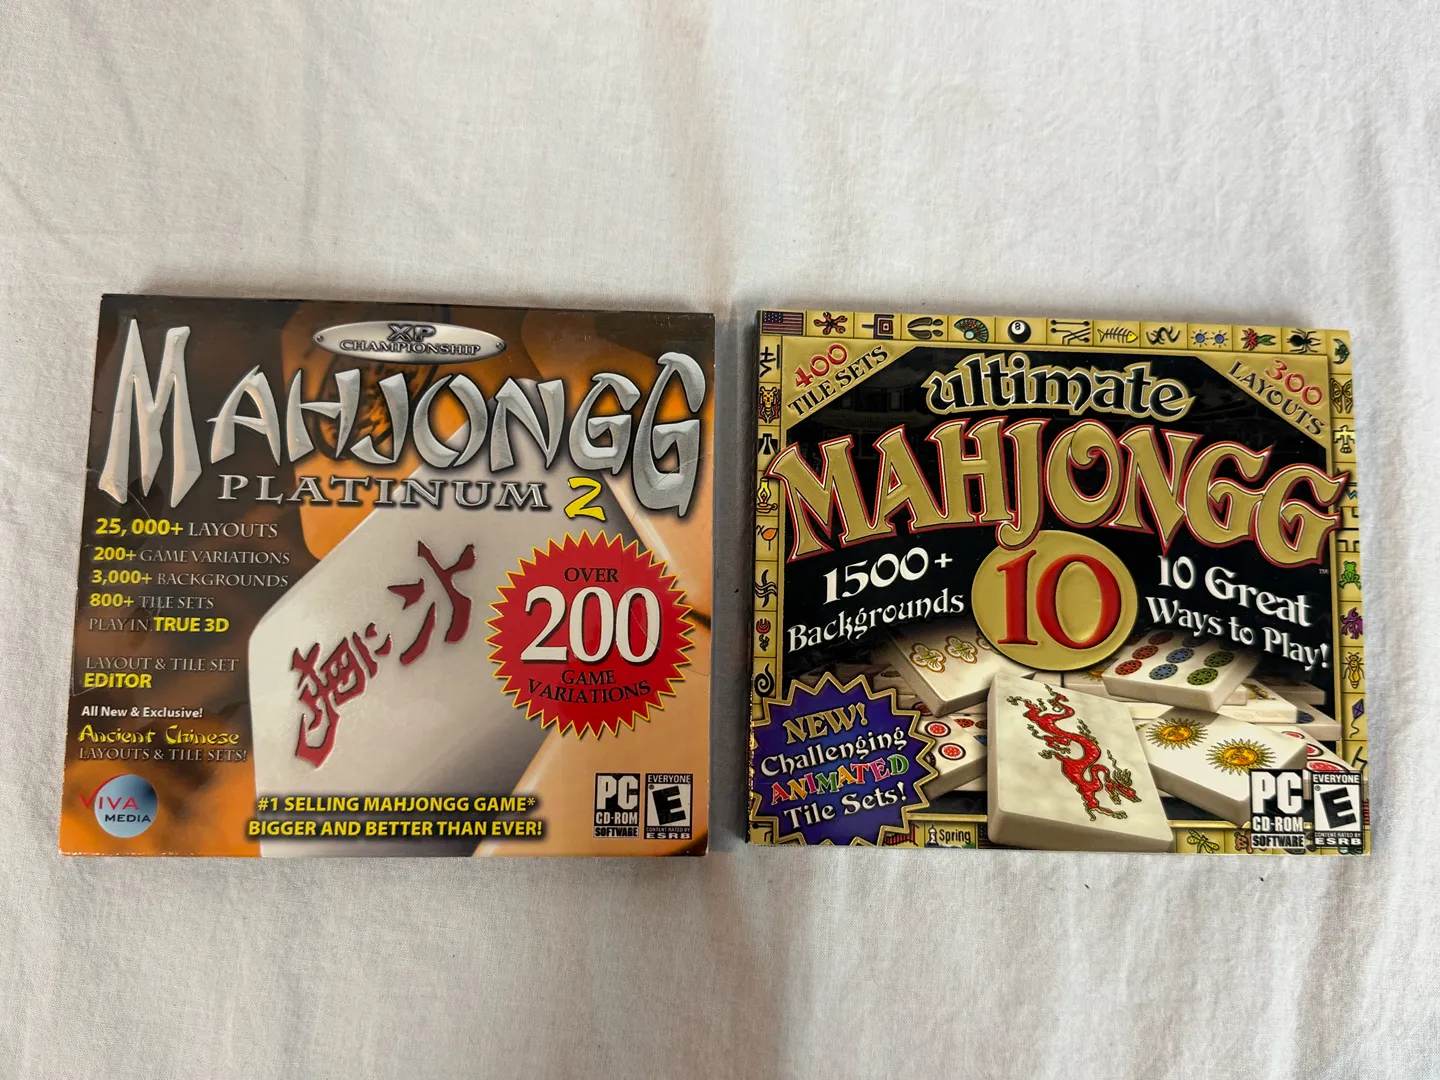 XP
CHAMPIONSHIP
MAHJONGG
PLATINUM 2
25,000+ LAYOUTS
200+ GAME VARIATIONS
3,000+ BACKGROUNDS
800+ TILE SETS
PLAY IN TRUE 3D
LAYOUT & TILE SET
EDITOR
All New & Exclusive!
Ancient Chinese
LAYOUTS & TILE SETS!
VIVA
MEDIA
OVER
200
GAME
VARIATIONS
#1 SELLING MAHJONGG GAME*
BIGGER AND BETTER THAN EVER!
PC
CD-ROM
SOFTWARE
EVERYONE
E
CONTENT RATED BY
ESRB
400
TILE SETS
300
LAYOUTS
8
ultimate
MAHJONGG
10
TM
1500+
Backgrounds
10 Great
Ways to Play!
NEW!
Challenging
ANIMATED
Tile Sets!
Spring
PC
CD-ROM
SOFTWARE
EVERYONE
E
CONTENT RATED BY
ESRB